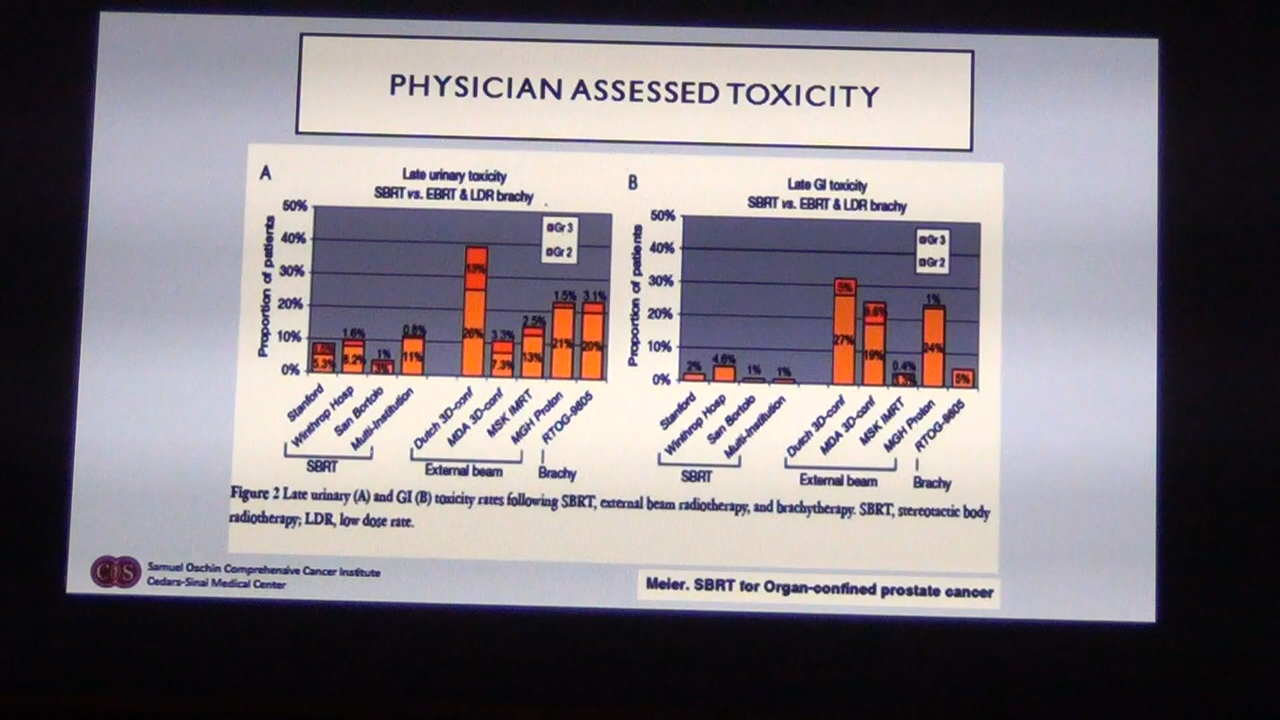 PHYSICIAN ASSESSED TOXICITY
A
Late urinary toxicity
SBRT vs. EBRT & LDR brachy
Proportion of patients
50%
40%
30%
20%
10%
0%
Gr 3
Gr 2
5.3%
1.6%
8.2%
1%
3%
0.8%
11%
13%
26%
3.3%
7.3%
2.5%
13%
1.5%
21%
3.1%
20%
Stanford
Winthrop Hosp
San Bortolo
Multi-Institution
Dutch 3D-conf
MDA 3D-conf
MSK IMRT
MGH Proton
RTOG-9805
SBRT
External beam
Brachy
B
Late GI toxicity
SBRT vs. EBRT & LDR brachy
Proportion of patients
50%
40%
30%
20%
10%
0%
Gr 3
Gr 2
2%
4.6%
1%
1%
5%
27%
6.6%
19%
0.4%
1%
24%
5%
Stanford
Winthrop Hosp
San Bortolo
Multi-Institution
Dutch 3D-conf
MDA 3D-conf
MSK IMRT
MGH Proton
RTOG-9805
SBRT
External beam
Brachy
Figure 2 Late urinary (A) and GI (B) toxicity rates following SBRT, external beam radiotherapy, and brachytherapy. SBRT, stereotactic body
radiotherapy; LDR, low dose rate.
Samuel Oschin Comprehensive Cancer Institute
Cedars-Sinai Medical Center
Meier. SBRT for Organ-confined prostate cancer